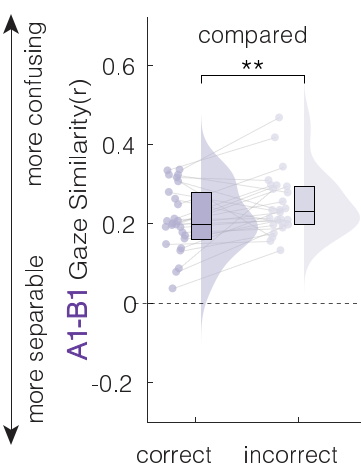 compared
**
more confusing
more separable
A1-B1 Gaze Similarity(r)
0.6
0.4
0.2
0
-0.2
correct
incorrect